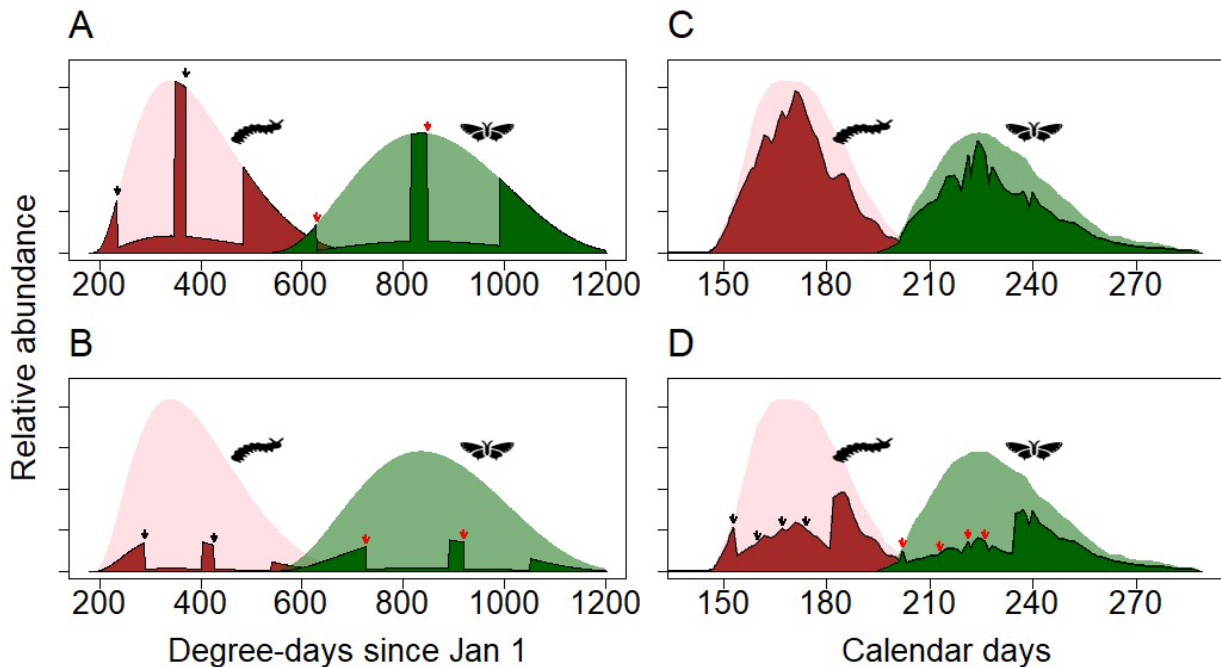 A
C
200 400 600 800 1000 1200
150 180 210 240 270
B
D
200 400 600 800 1000 1200
150 180 210 240 270
Relative abundance
Degree-days since Jan 1
Calendar days